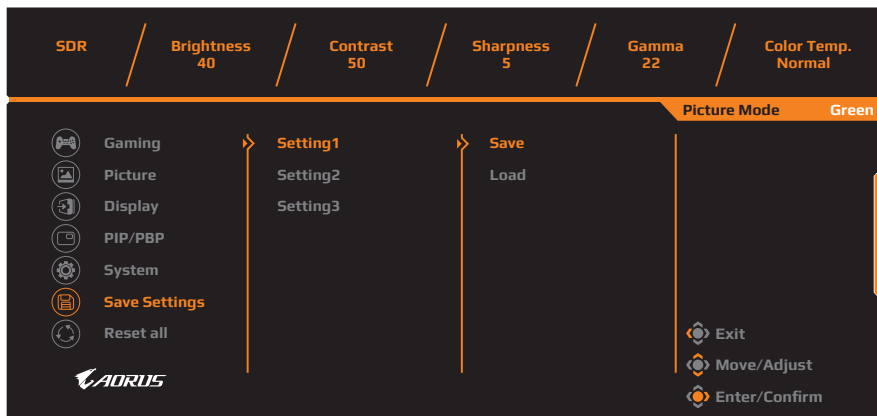 SDR Brightness Contrast Sharpness Gamma Color Temp.
40 50 5 22 Normal
Picture Mode Green
Gaming Setting1 Save
Picture Setting2 Load
Display Setting3
PIP/PBP
System
Save Settings
Reset all
Exit
Move/Adjust
AORUS
Enter/Confirm